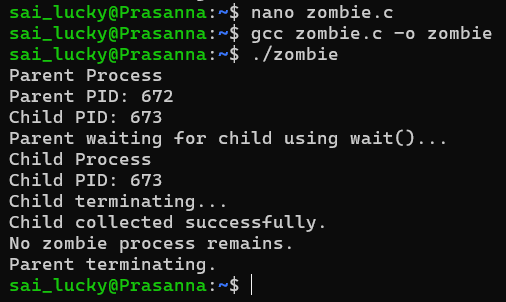 sai_lucky@Prasanna:~$ nano zombie.c
sai_lucky@Prasanna:~$ gcc zombie.c -o zombie
sai_lucky@Prasanna:~$ ./zombie
Parent Process
Parent PID: 672
Child PID: 673
Parent waiting for child using wait()...
Child Process
Child PID: 673
Child terminating...
Child collected successfully.
No zombie process remains.
Parent terminating.
sai_lucky@Prasanna:~$